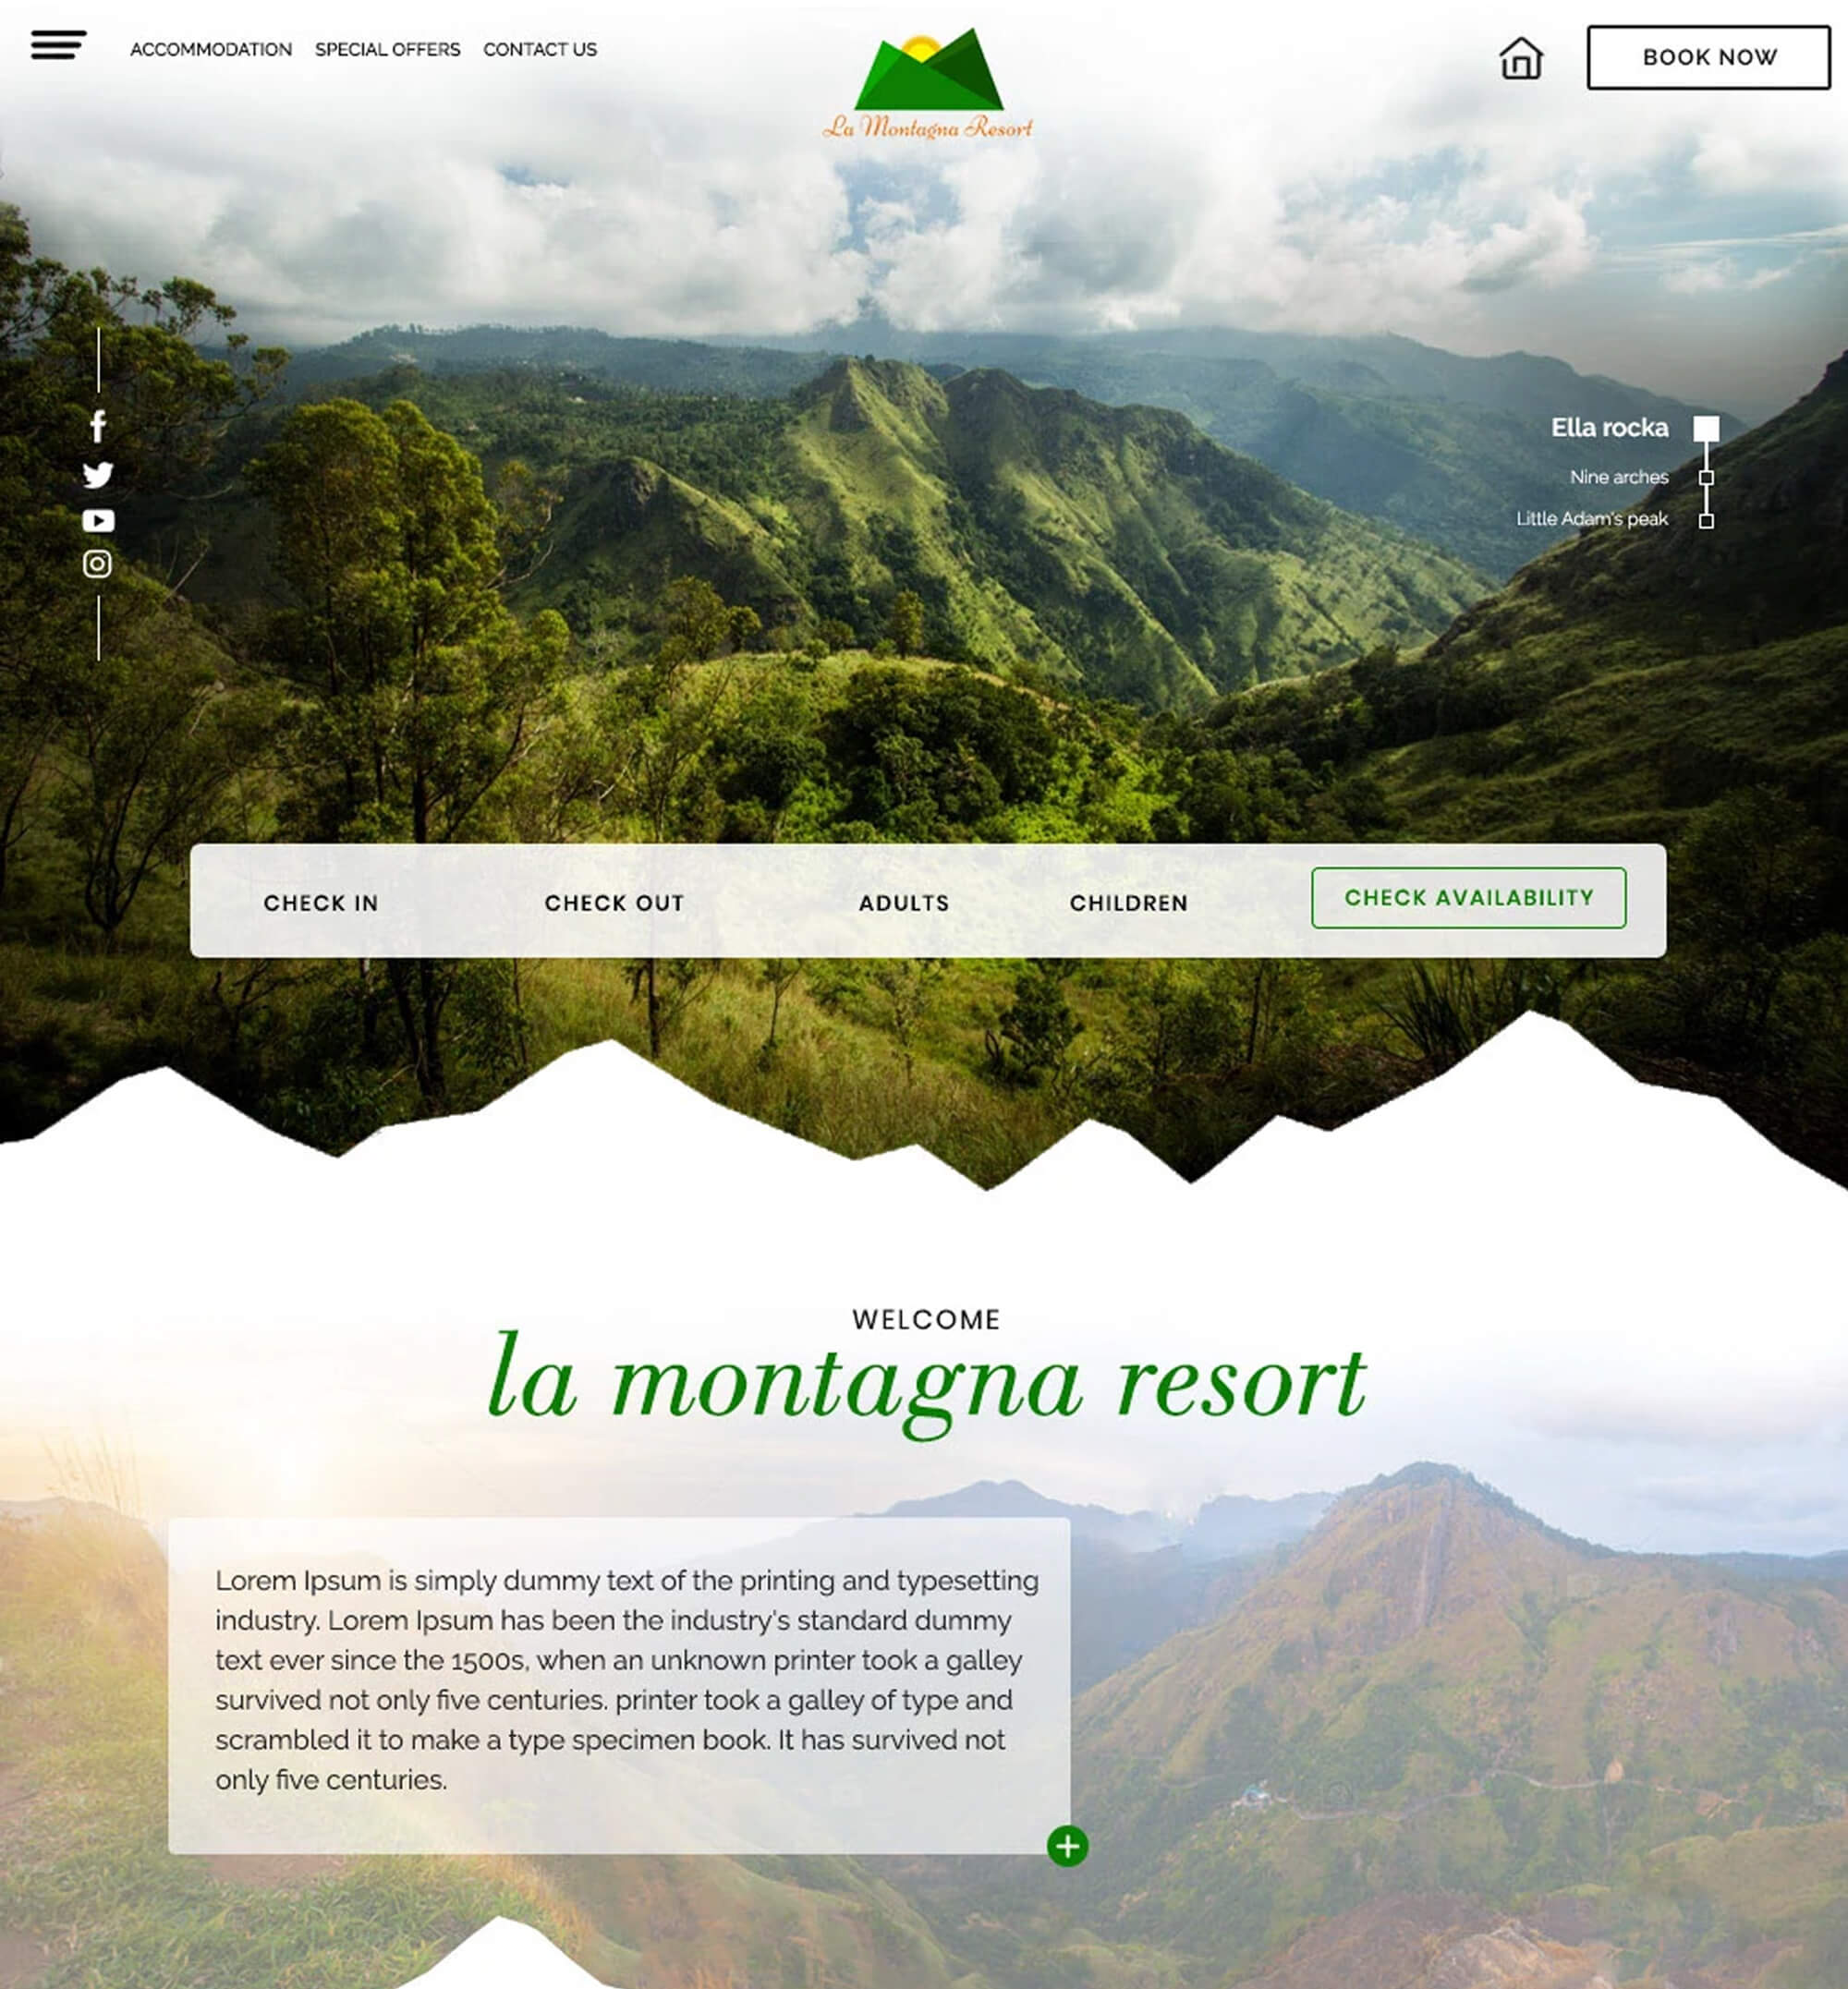 ACCOMMODATION SPECIAL OFFERS CONTACT US
La Montagna Resort
BOOK NOW
Ella rocka
Nine arches
Little Adam's peak
CHECK IN CHECK OUT ADULTS CHILDREN CHECK AVAILABILITY
WELCOME
la montagna resort
Lorem Ipsum is simply dummy text of the printing and typesetting
industry. Lorem Ipsum has been the industry's standard dummy
text ever since the 1500s, when an unknown printer took a galley
survived not only five centuries. printer took a galley of type and
scrambled it to make a type specimen book. It has survived not
only five centuries.